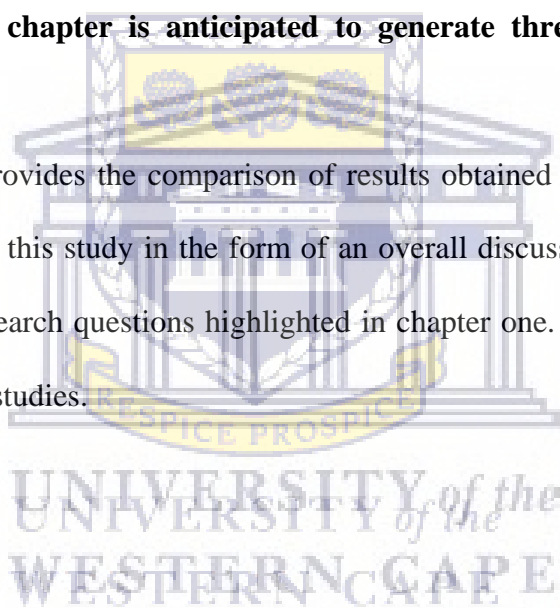 chapter is anticipated to generate thre
rovides the comparison of results obtained
this study in the form of an overall discuss
earch questions highlighted in chapter one.
studies.
RESPICE PROSPICE
UNIVERSITY of the
WESTERN CAPE